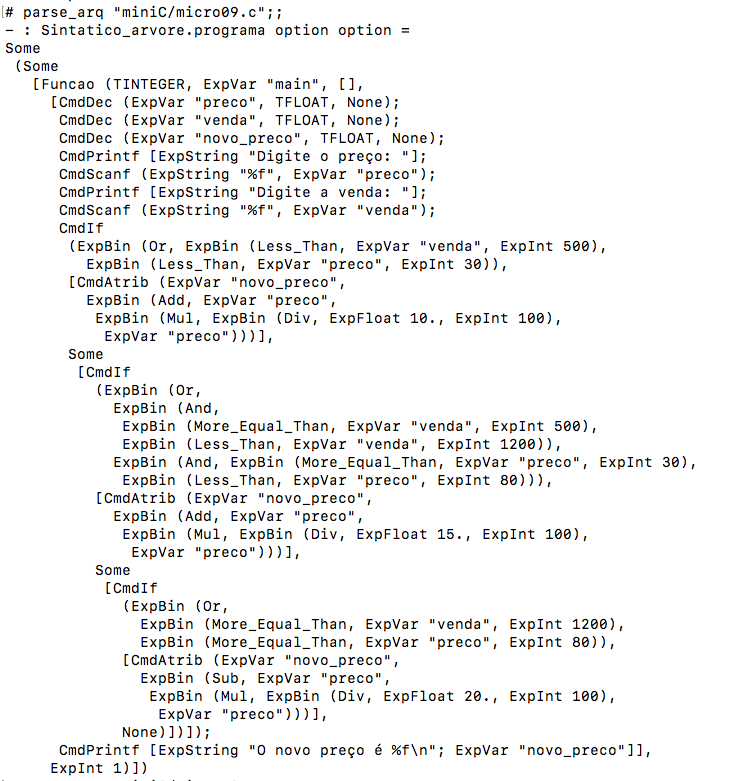 # parse_arq "miniC/micro09.c";;
- : Sintatico_arvore.programa option option =
Some
 (Some
   [Funcao (TINTEGER, ExpVar "main", [],
     [CmdDec (ExpVar "preco", TFLOAT, None);
      CmdDec (ExpVar "venda", TFLOAT, None);
      CmdDec (ExpVar "novo_preco", TFLOAT, None);
      CmdPrintf [ExpString "Digite o preço: "];
      CmdScanf (ExpString "%f", ExpVar "preco");
      CmdPrintf [ExpString "Digite a venda: "];
      CmdScanf (ExpString "%f", ExpVar "venda");
      CmdIf
       (ExpBin (Or, ExpBin (Less_Than, ExpVar "venda", ExpInt 500),
         ExpBin (Less_Than, ExpVar "preco", ExpInt 30)),
       [CmdAtrib (ExpVar "novo_preco",
         ExpBin (Add, ExpVar "preco",
          ExpBin (Mul, ExpBin (Div, ExpFloat 10., ExpInt 100),
           ExpVar "preco")))],
       Some
        [CmdIf
          (ExpBin (Or,
            ExpBin (And,
             ExpBin (More_Equal_Than, ExpVar "venda", ExpInt 500),
             ExpBin (Less_Than, ExpVar "venda", ExpInt 1200)),
            ExpBin (And, ExpBin (More_Equal_Than, ExpVar "preco", ExpInt 30),
             ExpBin (Less_Than, ExpVar "preco", ExpInt 80))),
          [CmdAtrib (ExpVar "novo_preco",
            ExpBin (Add, ExpVar "preco",
             ExpBin (Mul, ExpBin (Div, ExpFloat 15., ExpInt 100),
              ExpVar "preco")))],
          Some
           [CmdIf
             (ExpBin (Or,
               ExpBin (More_Equal_Than, ExpVar "venda", ExpInt 1200),
               ExpBin (More_Equal_Than, ExpVar "preco", ExpInt 80)),
             [CmdAtrib (ExpVar "novo_preco",
               ExpBin (Sub, ExpVar "preco",
                ExpBin (Mul, ExpBin (Div, ExpFloat 20., ExpInt 100),
                 ExpVar "preco")))],
             None)])]);
      CmdPrintf [ExpString "O novo preço é %f\n"; ExpVar "novo_preco"]],
     ExpInt 1)])